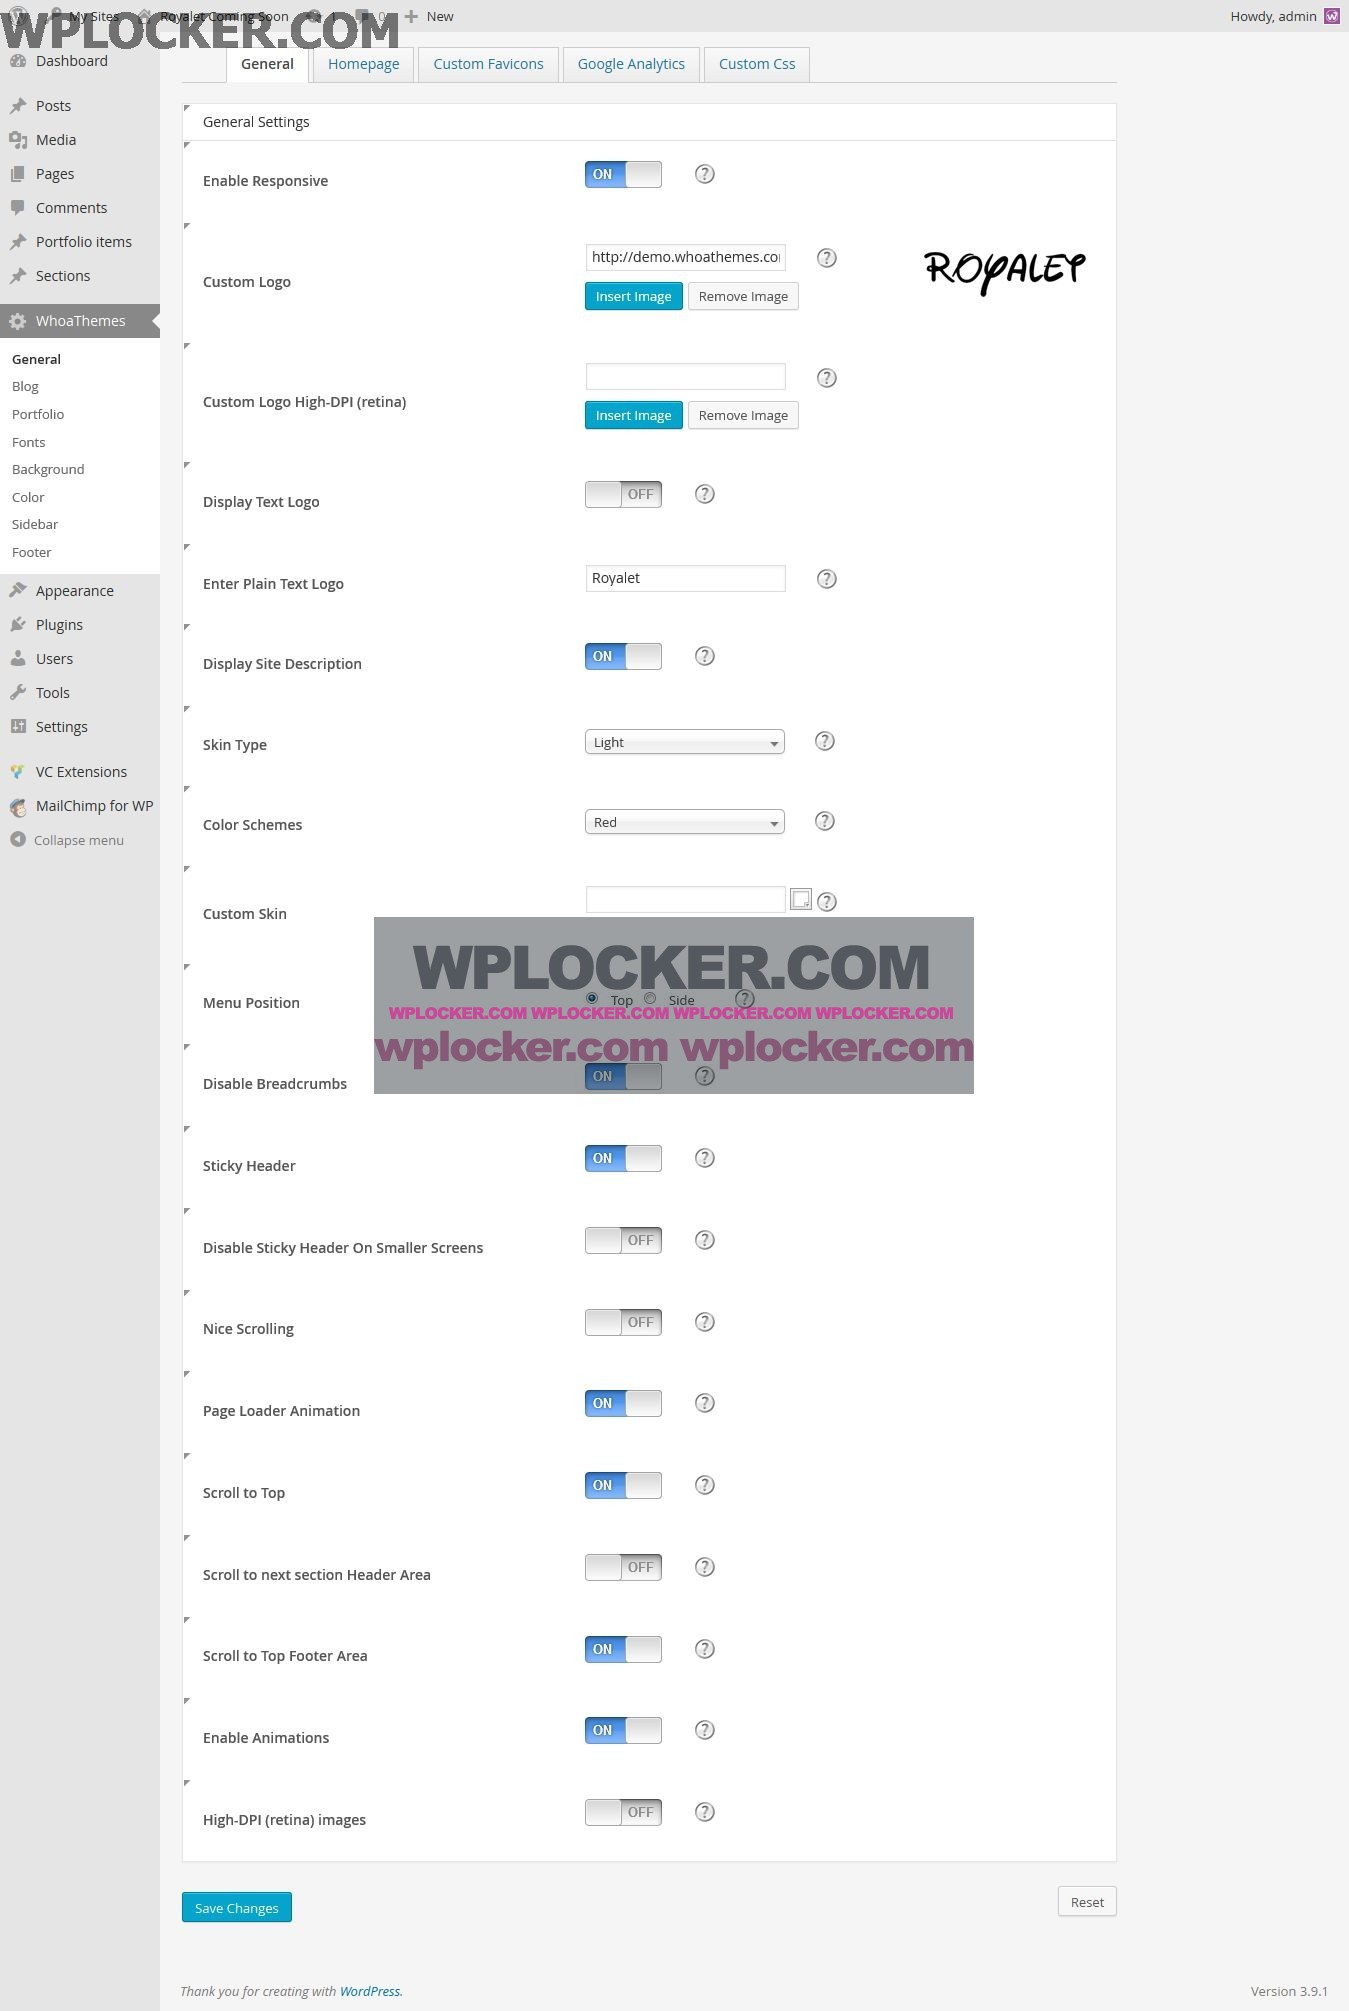 My Sites Royalet Coming Soon 1 0 New Howdy, admin
WPLOCKER.COM
Dashboard
Posts
Media
Pages
Comments
Portfolio items
Sections
WhoaThemes
General
Blog
Portfolio
Fonts
Background
Color
Sidebar
Footer
Appearance
Plugins
Users
Tools
Settings
VC Extensions
MailChimp for WP
Collapse menu
General Homepage Custom Favicons Google Analytics Custom Css
General Settings
Enable Responsive ON ?
Custom Logo http://demo.whoathemes.co ? ROYALET
Insert Image Remove Image
Custom Logo High-DPI (retina) ?
Insert Image Remove Image
Display Text Logo OFF ?
Enter Plain Text Logo Royalet ?
Display Site Description ON ?
Skin Type Light ?
Color Schemes Red ?
Custom Skin ?
WPLOCKER.COM
Menu Position Top Side ?
WPLOCKER.COM WPLOCKER.COM WPLOCKER.COM WPLOCKER.COM
wplocker.com wplocker.com
Disable Breadcrumbs ON ?
Sticky Header ON ?
Disable Sticky Header On Smaller Screens OFF ?
Nice Scrolling OFF ?
Page Loader Animation ON ?
Scroll to Top ON ?
Scroll to next section Header Area OFF ?
Scroll to Top Footer Area ON ?
Enable Animations ON ?
High-DPI (retina) images OFF ?
Save Changes Reset
Thank you for creating with WordPress. Version 3.9.1